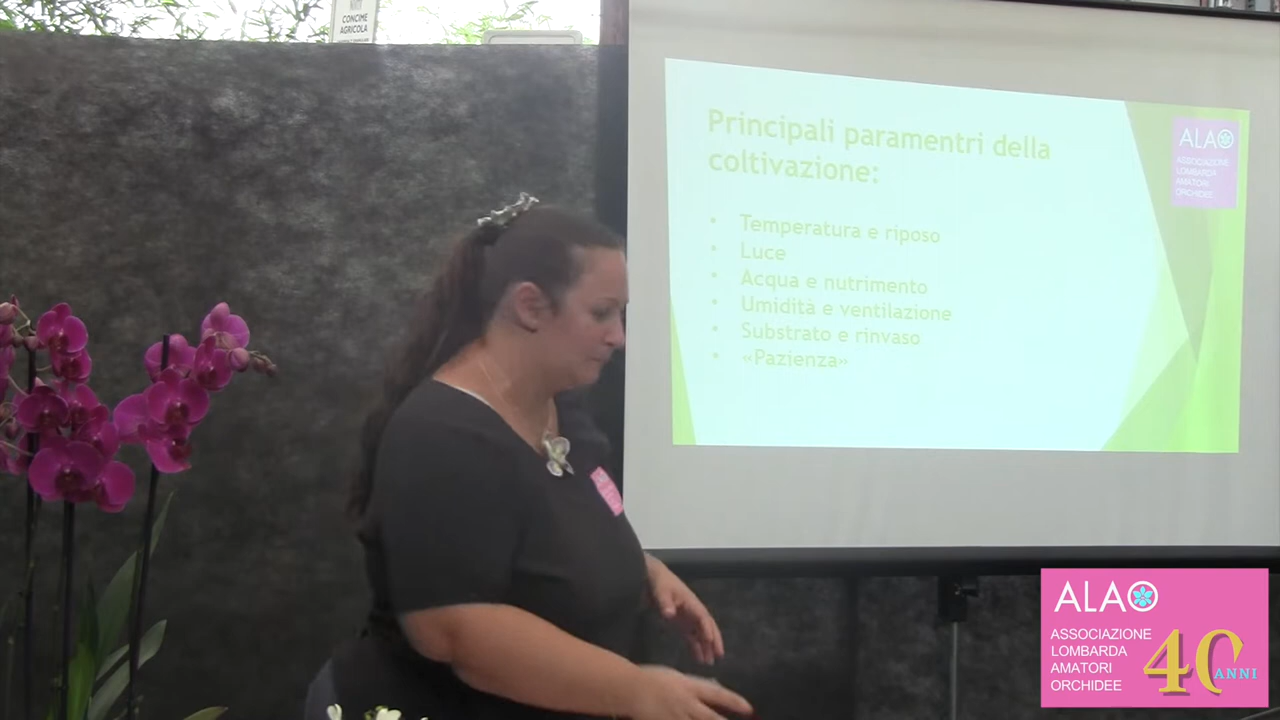 CONCIME
AGRICOLA
Principali paramentri della
coltivazione:
• Temperatura e riposo
• Luce
• Acqua e nutrimento
• Umidità e ventilazione
• Substrato e rinvaso
• «Pazienza»
ALAO
ASSOCIAZIONE
LOMBARDA
AMATORI
ORCHIDEE
ALAO
ASSOCIAZIONE
LOMBARDA
AMATORI
ORCHIDEE
40
ANNI